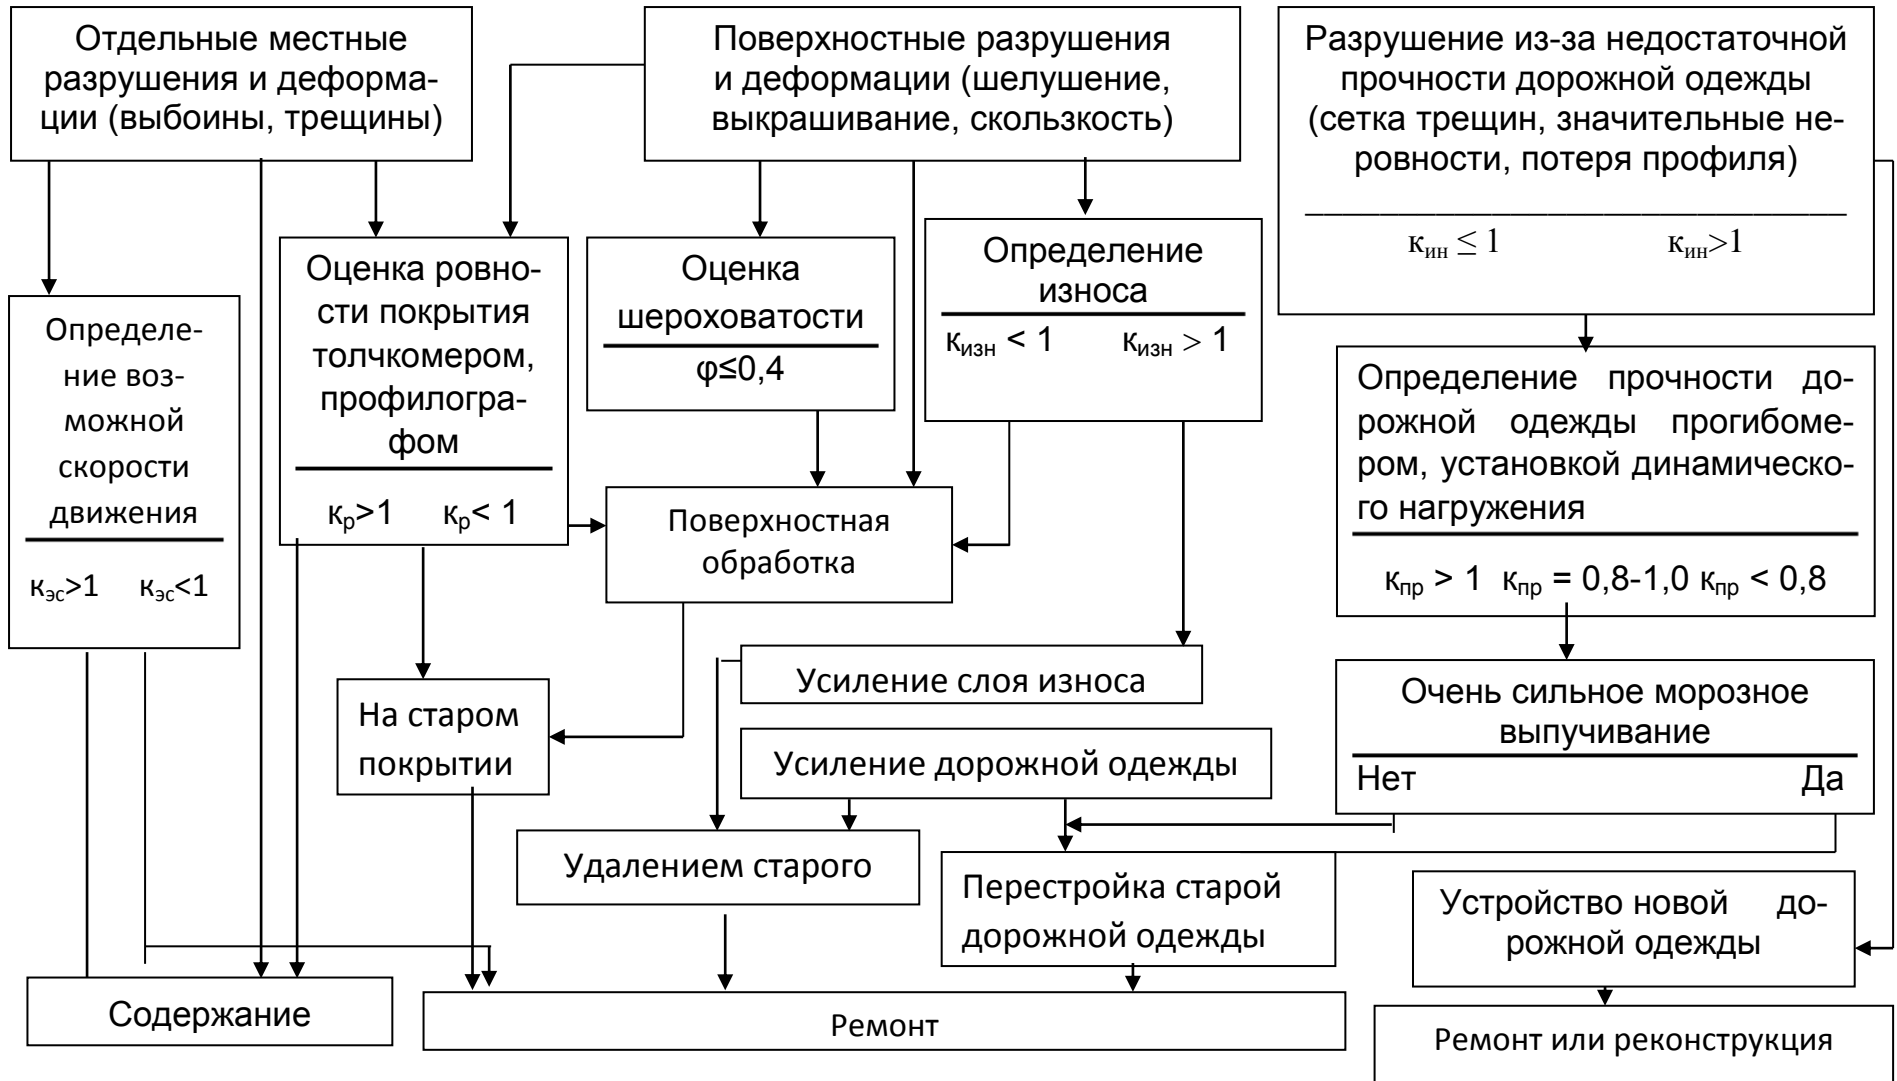 Отдельные местные
разрушения и деформа-
ции (выбоины, трещины)
Поверхностные разрушения
и деформации (шелушение,
выкрашивание, скользкость)
Разрушение из-за недостаточной
прочности дорожной одежды
(сетка трещин, значительные не-
ровности, потеря профиля)
кин ≤ 1 кин>1
Определе-
ние воз-
можной
скорости
движения
кэс>1 кэс<1
Оценка ровно-
сти покрытия
толчкомером,
профилогра-
фом
кр>1 кр< 1
Оценка
шероховатости
φ≤0,4
Определение
износа
кизн < 1 кизн > 1
Определение прочности до-
рожной одежды прогибоме-
ром, установкой динамическо-
го нагружения
кпр > 1 кпр = 0,8-1,0 кпр < 0,8
Поверхностная
обработка
Усиление слоя износа
На старом
покрытии
Очень сильное морозное
выпучивание
Нет Да
Усиление дорожной одежды
Удалением старого
Перестройка старой
дорожной одежды
Устройство новой до-
рожной одежды
Содержание
Ремонт
Ремонт или реконструкция